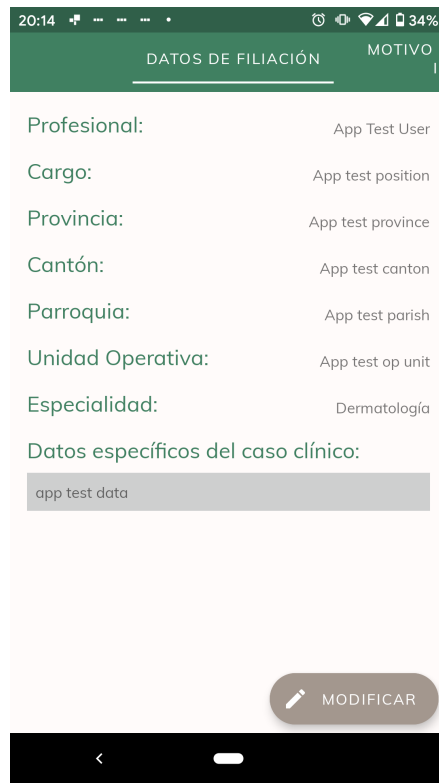 20:14
34%
DATOS DE FILIACIÓN
MOTIVO
I
Profesional: App Test User
Cargo: App test position
Provincia: App test province
Cantón: App test canton
Parroquia: App test parish
Unidad Operativa: App test op unit
Especialidad: Dermatología
Datos específicos del caso clínico:
app test data
MODIFICAR